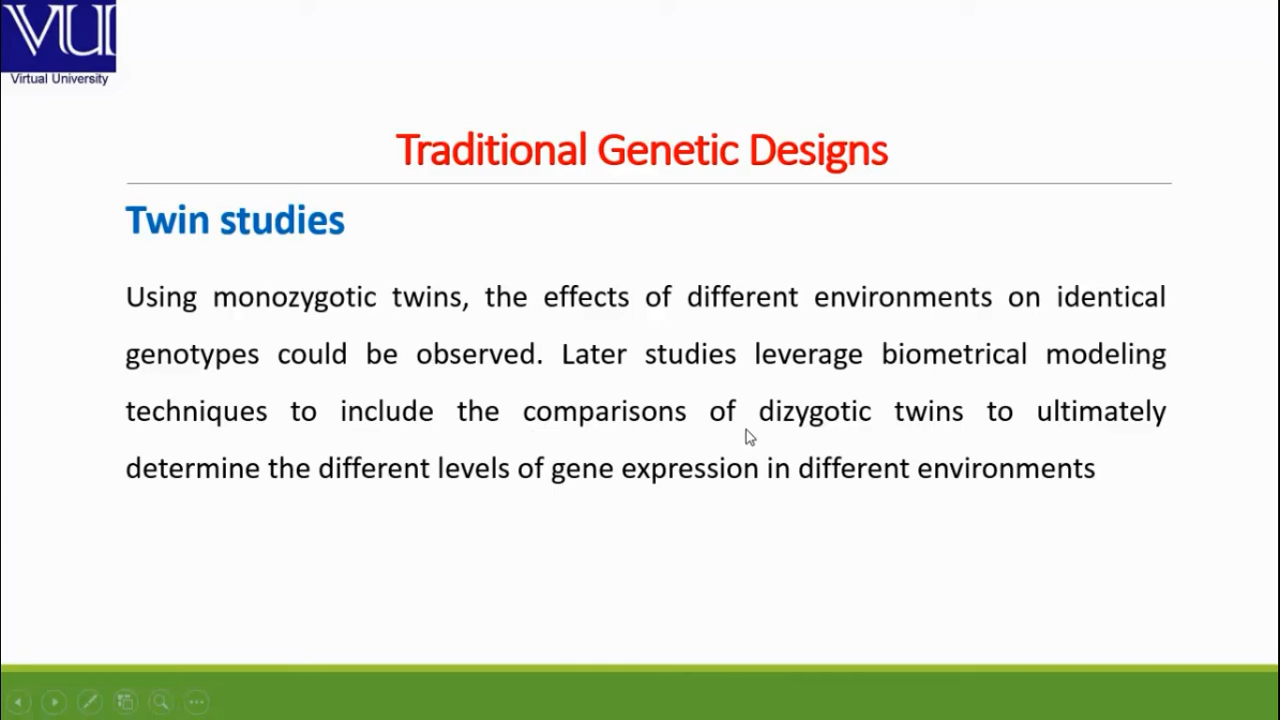 VU
Virtual University
Traditional Genetic Designs
Twin studies
Using monozygotic twins, the effects of different environments on identical
genotypes could be observed. Later studies leverage biometrical modeling
techniques to include the comparisons of dizygotic twins to ultimately
determine the different levels of gene expression in different environments